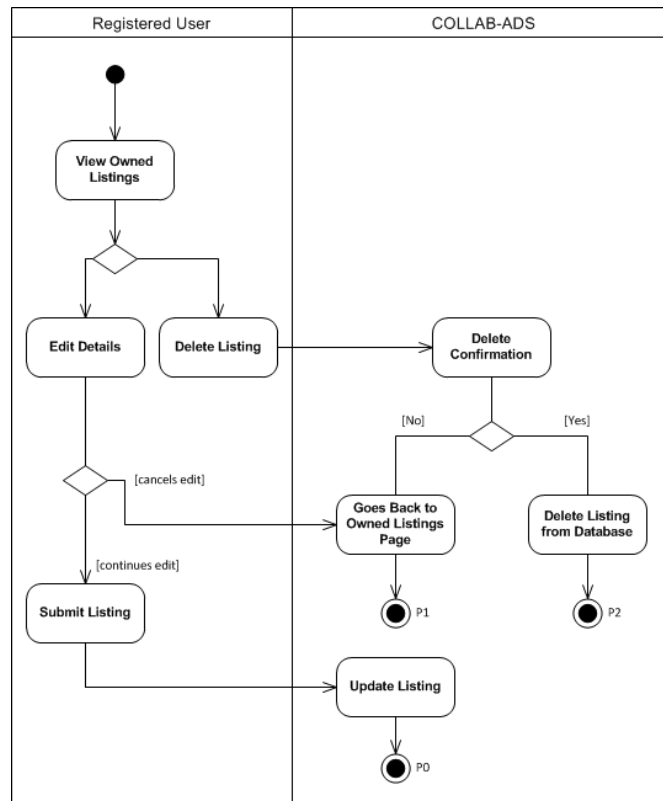 Registered User
COLLAB-ADS
View Owned
Listings
Edit Details
Delete Listing
Delete
Confirmation
[No]
[Yes]
[cancels edit]
Goes Back to
Owned Listings
Page
Delete Listing
from Database
[continues edit]
Submit Listing
P1
P2
Update Listing
P0